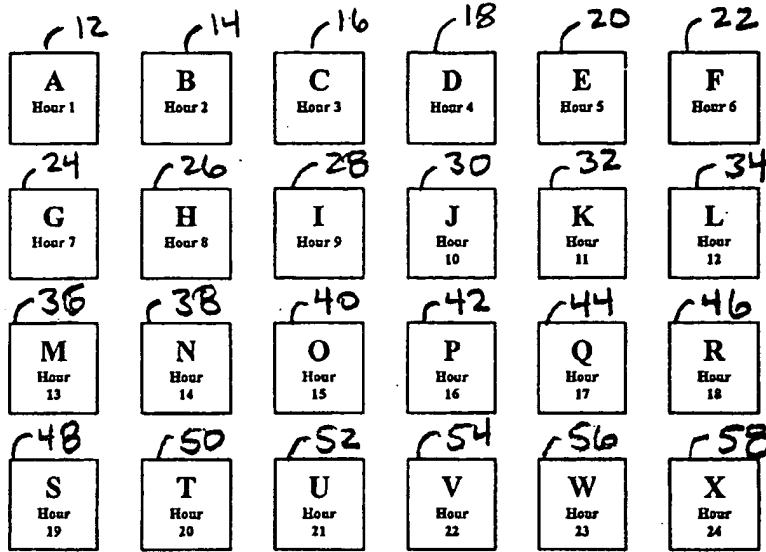 12 14 16 18 20 22
A B C D E F
Hour 1 Hour 2 Hour 3 Hour 4 Hour 5 Hour 6
24 26 28 30 32 34
G H I J K L
Hour 7 Hour 8 Hour 9 Hour Hour Hour
10 11 12
36 38 40 42 44 46
M N O P Q R
Hour Hour Hour Hour Hour Hour
13 14 15 16 17 18
48 50 52 54 56 58
S T U V W X
Hour Hour Hour Hour Hour Hour
19 20 21 22 23 24